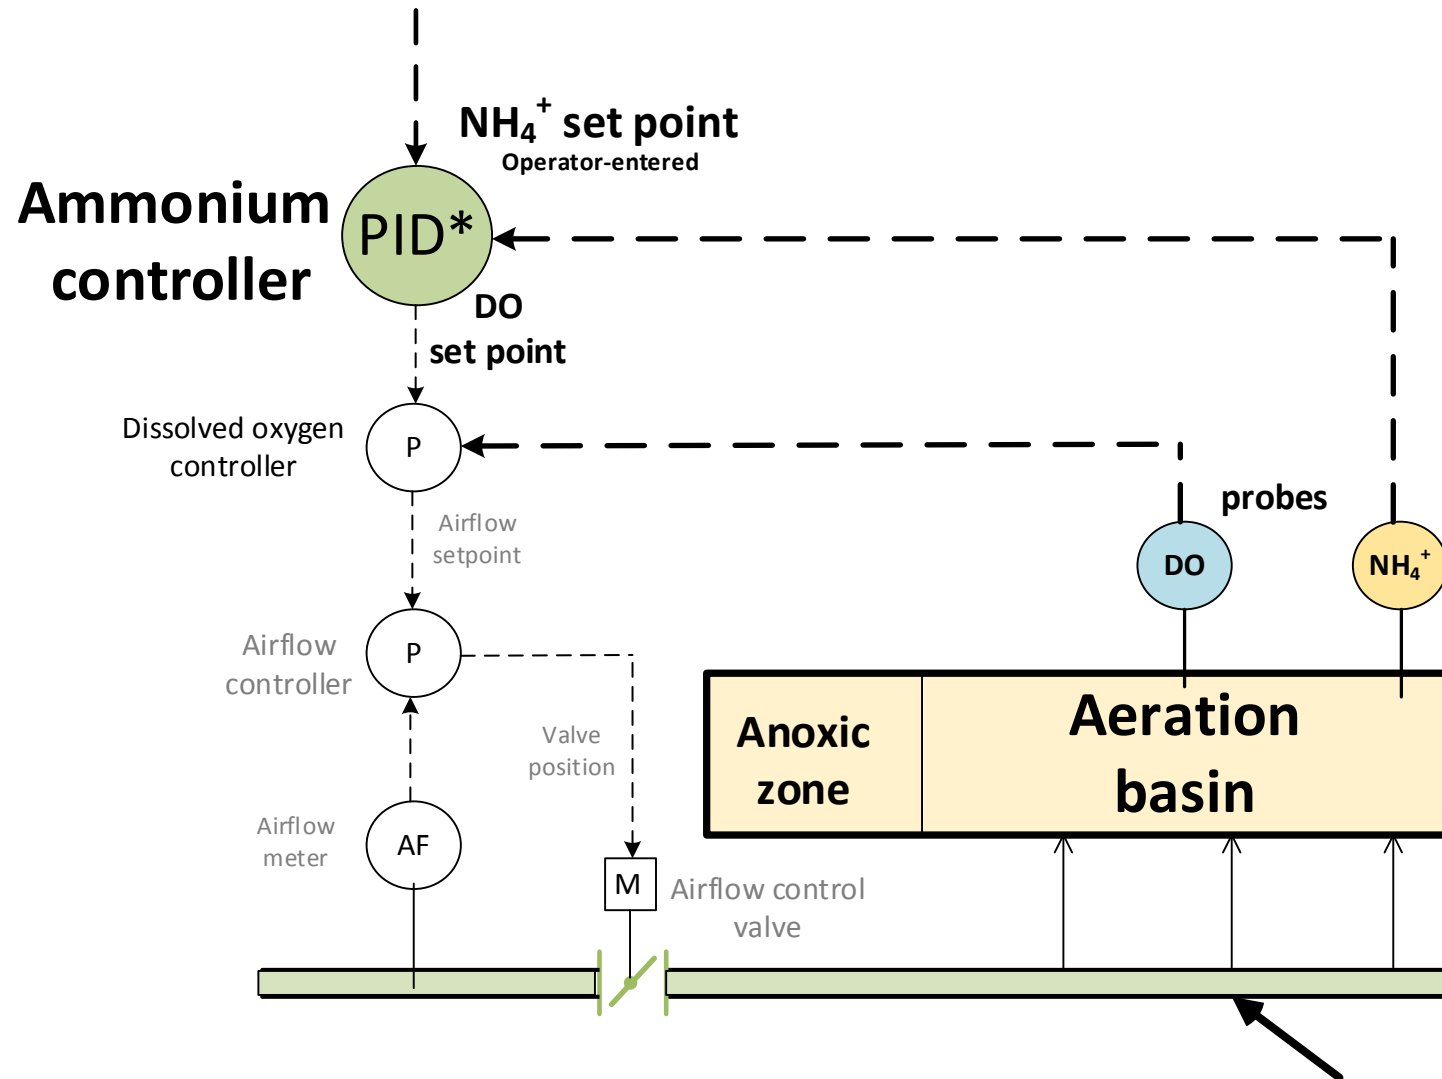 NH₄⁺ set point
Operator-entered
Ammonium
controller
PID*
DO
set point
Dissolved oxygen
controller
P
probes
Airflow
setpoint
DO
NH₄⁺
Airflow
controller
P
Valve
position
Anoxic
zone
Aeration
basin
Airflow
meter
AF
M
Airflow control
valve